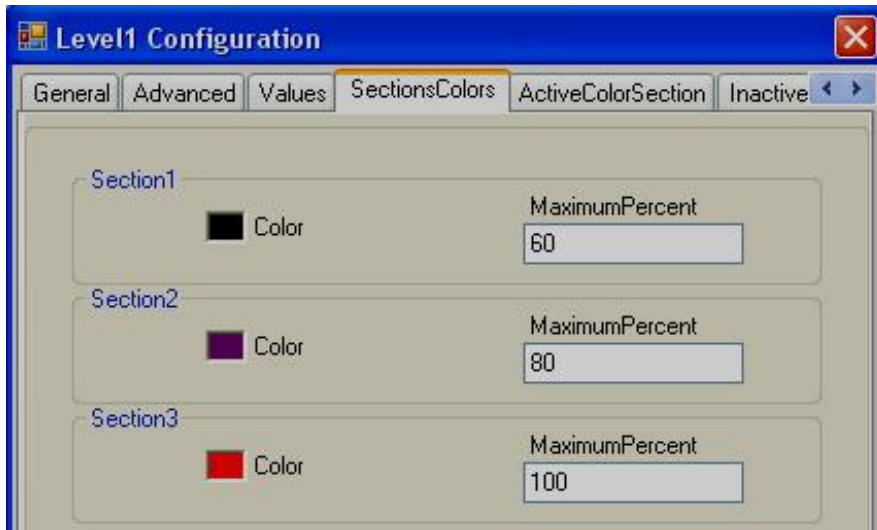 Level1 Configuration
General Advanced Values SectionsColors ActiveColorSection Inactive
Section1
MaximumPercent
Color
60
Section2
MaximumPercent
Color
80
Section3
MaximumPercent
Color
100